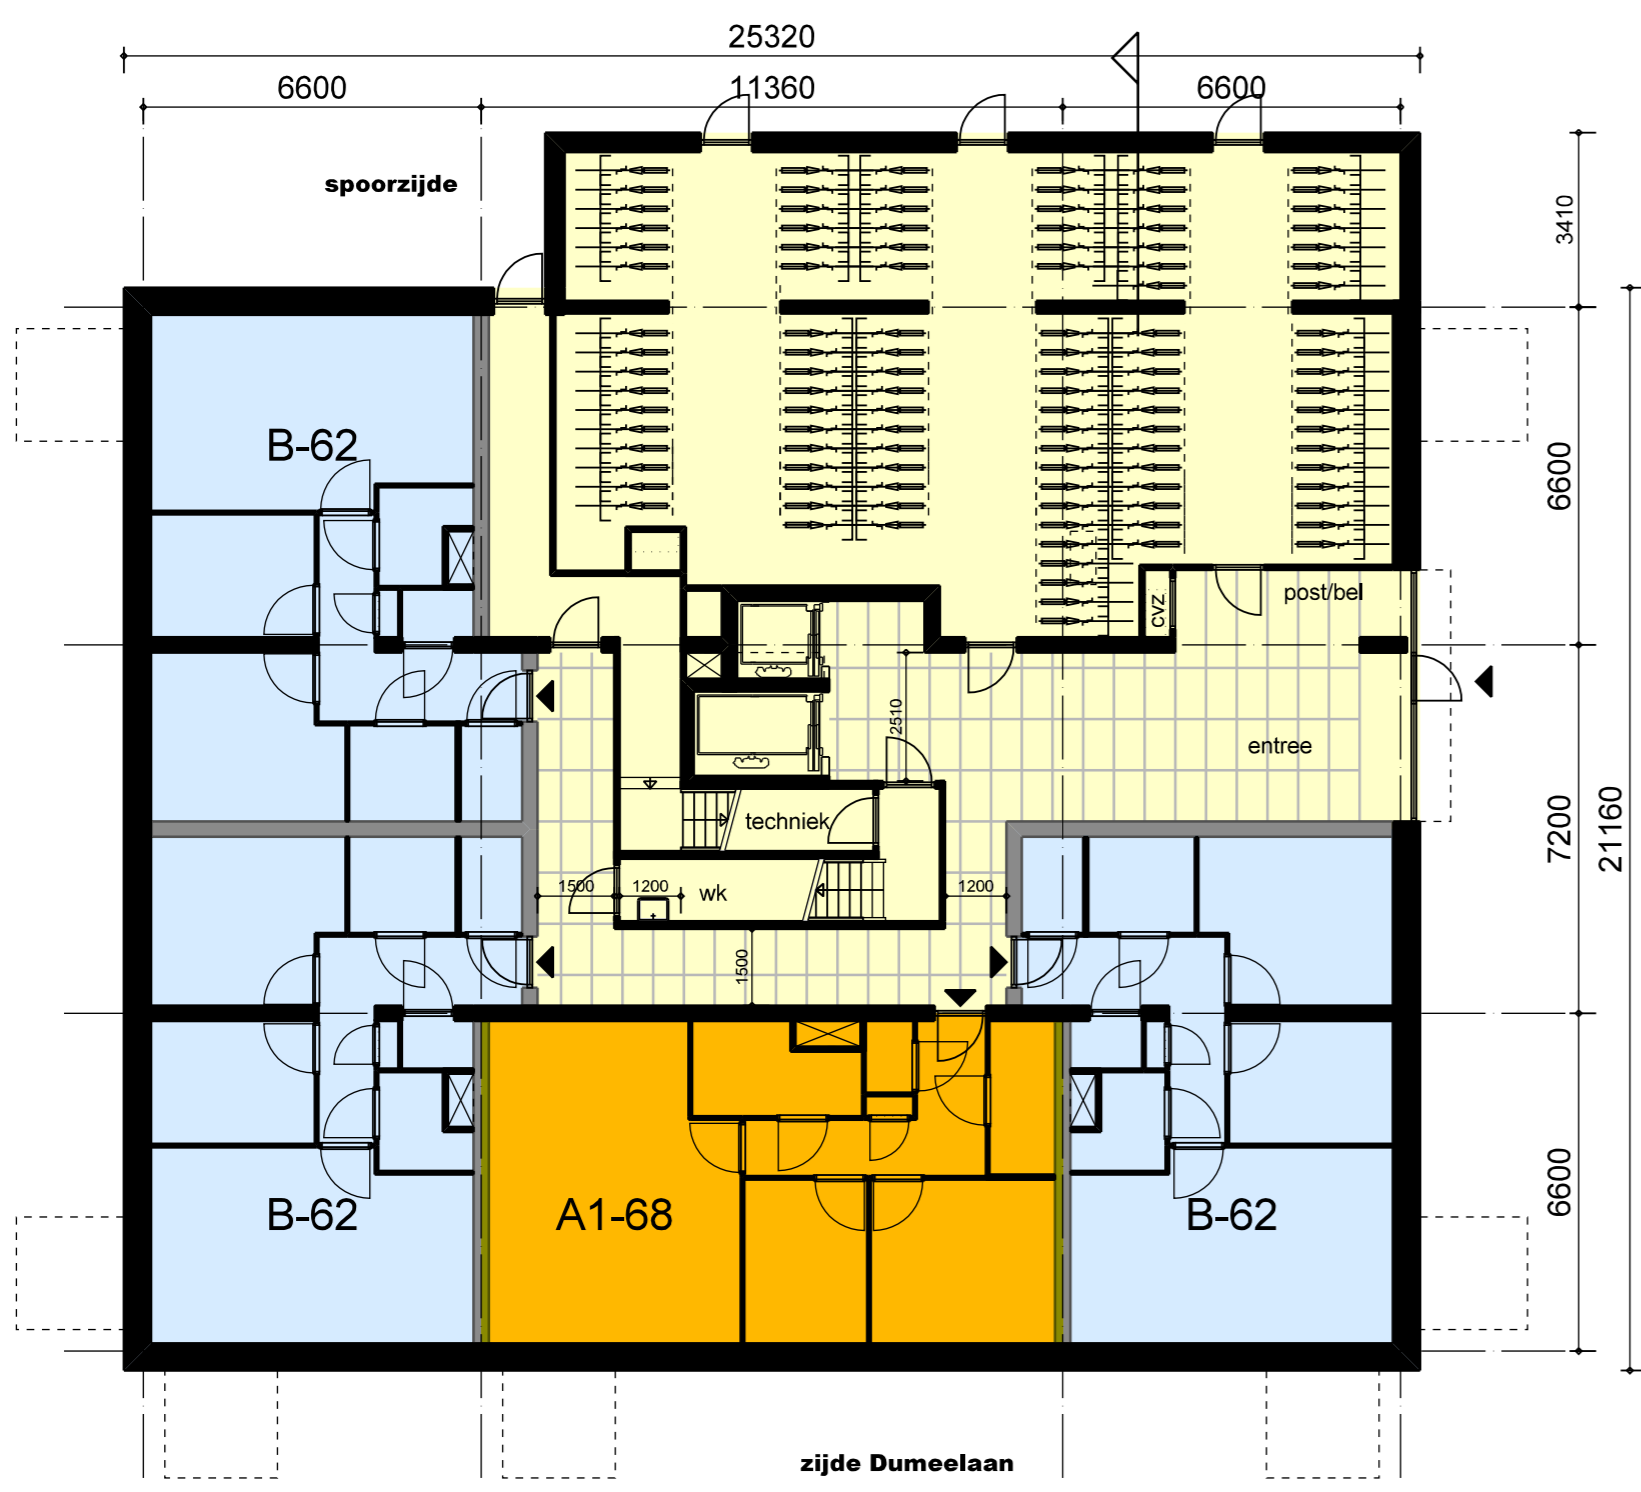 25320
6600
11360
6600
spoorzijde
3410
B-62
6600
post/bel
cvz
2510
entree
techniek
7200
21160
1500
1200
wk
1200
1500
B-62
A1-68
B-62
6600
zijde Dumeelaan